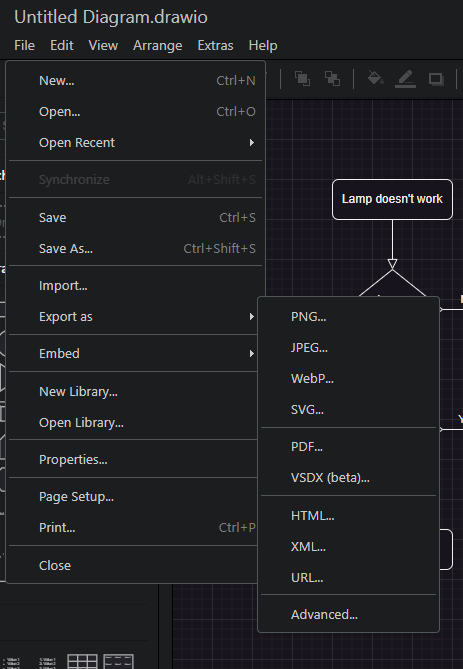 Untitled Diagram.drawio
File Edit View Arrange Extras Help
New... Ctrl+N
Open... Ctrl+O
Open Recent
Synchronize Alt+Shift+S
Save Ctrl+S
Save As... Ctrl+Shift+S
Import...
Export as
Embed
New Library...
Open Library...
Properties...
Page Setup...
Print... Ctrl+P
Close
PNG...
JPEG...
WebP...
SVG...
PDF...
VSDX (beta)...
HTML...
XML...
URL...
Advanced...
Lamp doesn't work